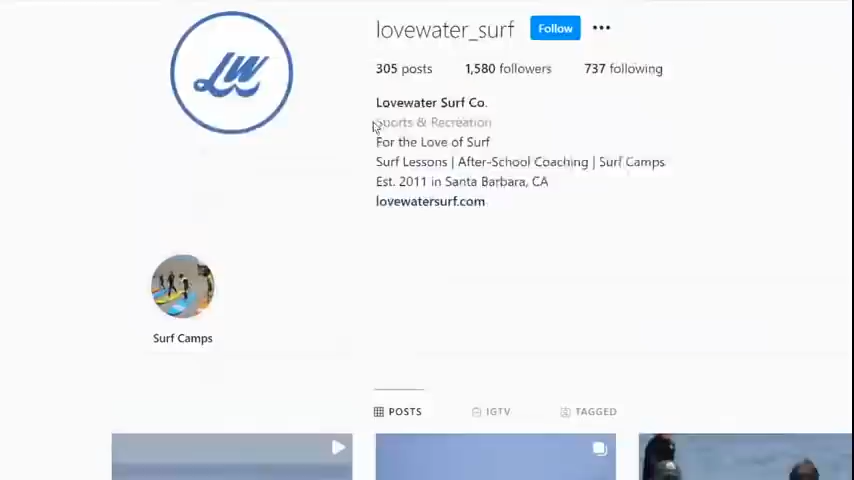 lovewater_surf Follow
305 posts 1,580 followers 737 following
LW
Lovewater Surf Co.
Sports & Recreation
For the Love of Surf
Surf Lessons | After-School Coaching | Surf Camps
Est. 2011 in Santa Barbara, CA
lovewatersurf.com
Surf Camps
POSTS IGTV TAGGED